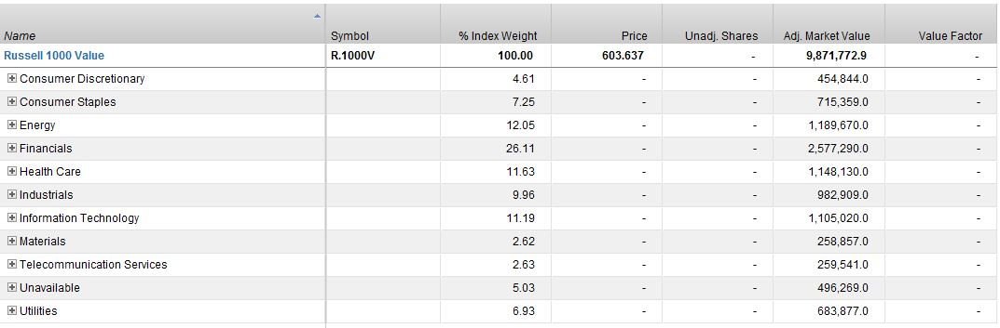 Name Symbol % Index Weight Price Unadj. Shares Adj. Market Value Value Factor
Russell 1000 Value R.1000V 100.00 603.637 - 9,871,772.9 -
Consumer Discretionary 4.61 - - 454,844.0 -
Consumer Staples 7.25 - - 715,359.0 -
Energy 12.05 - - 1,189,670.0 -
Financials 26.11 - - 2,577,290.0 -
Health Care 11.63 - - 1,148,130.0 -
Industrials 9.96 - - 982,909.0 -
Information Technology 11.19 - - 1,105,020.0 -
Materials 2.62 - - 258,857.0 -
Telecommunication Services 2.63 - - 259,541.0 -
Unavailable 5.03 - - 496,269.0 -
Utilities 6.93 - - 683,877.0 -